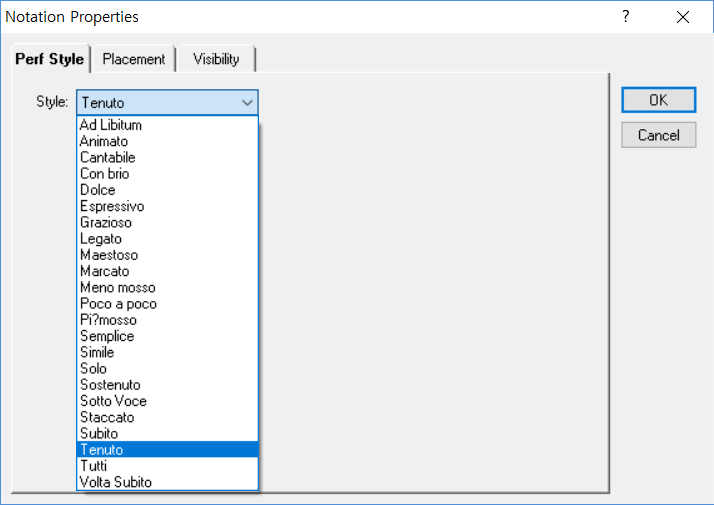 Notation Properties
?
Perf Style
Placement
Visibility
Style:
Tenuto
OK
Cancel
Ad Libitum
Animato
Cantabile
Con brio
Dolce
Espressivo
Grazioso
Legato
Maestoso
Marcato
Meno mosso
Poco a poco
Pi?mosso
Semplice
Simile
Solo
Sostenuto
Sotto Voce
Staccato
Subito
Tenuto
Tutti
Volta Subito